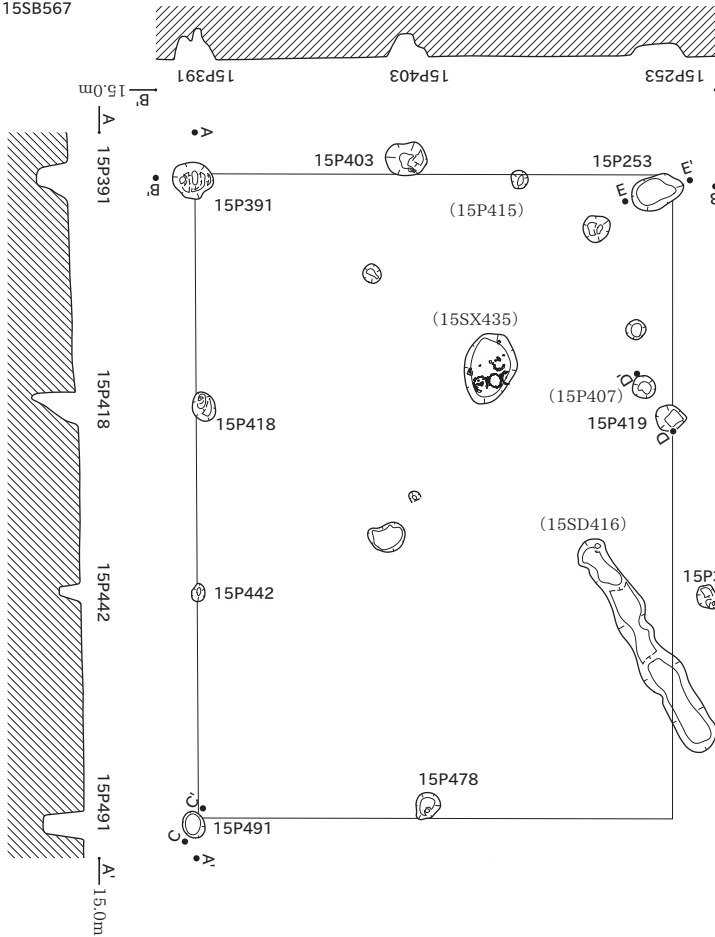 15SB567
15P391
15P403
15P253
15.0m
B'
A
A
15P391
B'
15P391
15P403
(15P415)
15P253
E
E'
(15SX435)
15P418
15P418
(15P407)
D'
15P419
D
(15SD416)
15P442
15P442
15P491
C'
C
15P491
A'
15P478
A'
15.0m